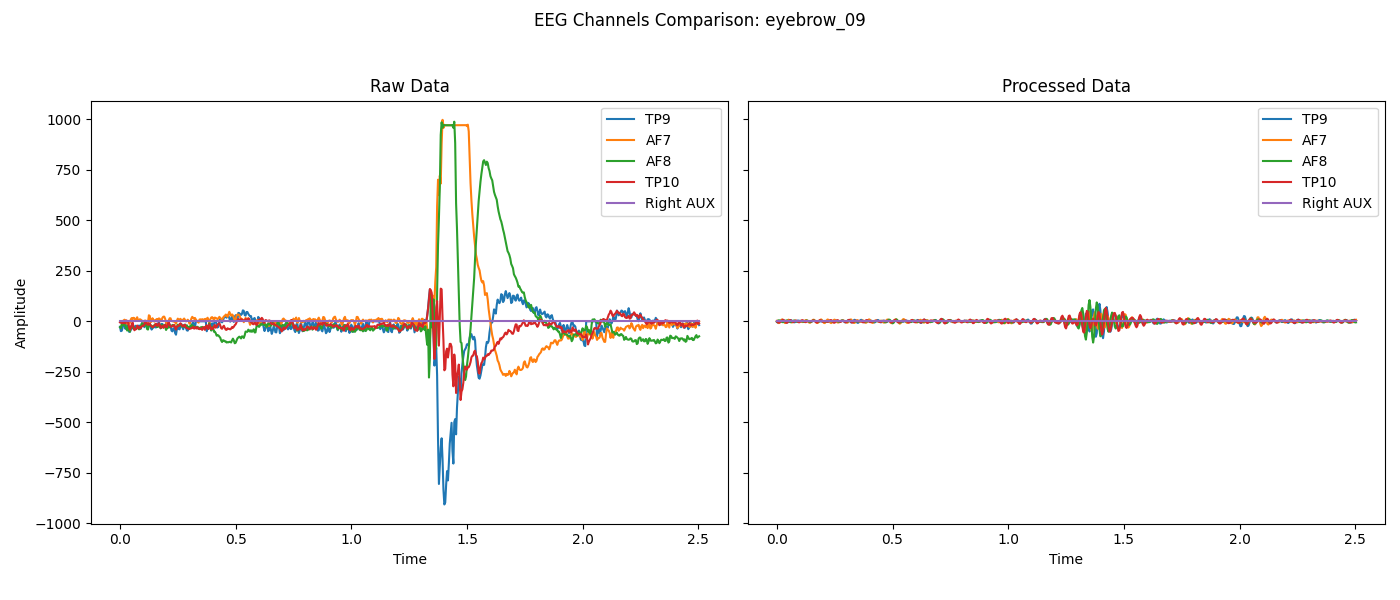 EEG Channels Comparison: eyebrow_09
Raw Data
Amplitude
1000
750
500
250
0
−250
−500
−750
−1000
0.0 0.5 1.0 1.5 2.0 2.5
Time
TP9
AF7
AF8
TP10
Right AUX
Processed Data
0.0 0.5 1.0 1.5 2.0 2.5
Time
TP9
AF7
AF8
TP10
Right AUX